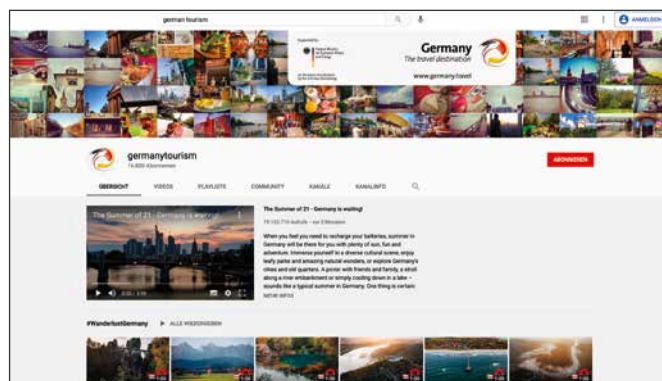 german tourism
ANMELDEN
Supported by:
Germany
The travel destination
www.germany.travel
germanytourism
ABONNIEREN
ÜBERSICHT VIDEOS PLAYLISTS COMMUNITY KANÄLE KANALINFO
The Summer of 21 - Germany is waiting!
The Summer of 21 - Germany is waiting!
When you feel you need to recharge your batteries, summer in
Germany will be there for you with plenty of sun, fun and
adventure. Immerse yourself in a diverse cultural scene, enjoy
leafy parks and amazing natural wonders, or explore Germany's
cities and old quarters. A picnic with friends and family, a stroll
along a river embankment or simply cooling down in a lake –
sounds like a typical summer in Germany. One thing is certain:
MEHR INFOS
#WanderlustGermany ALLE WIEDERGEBEN